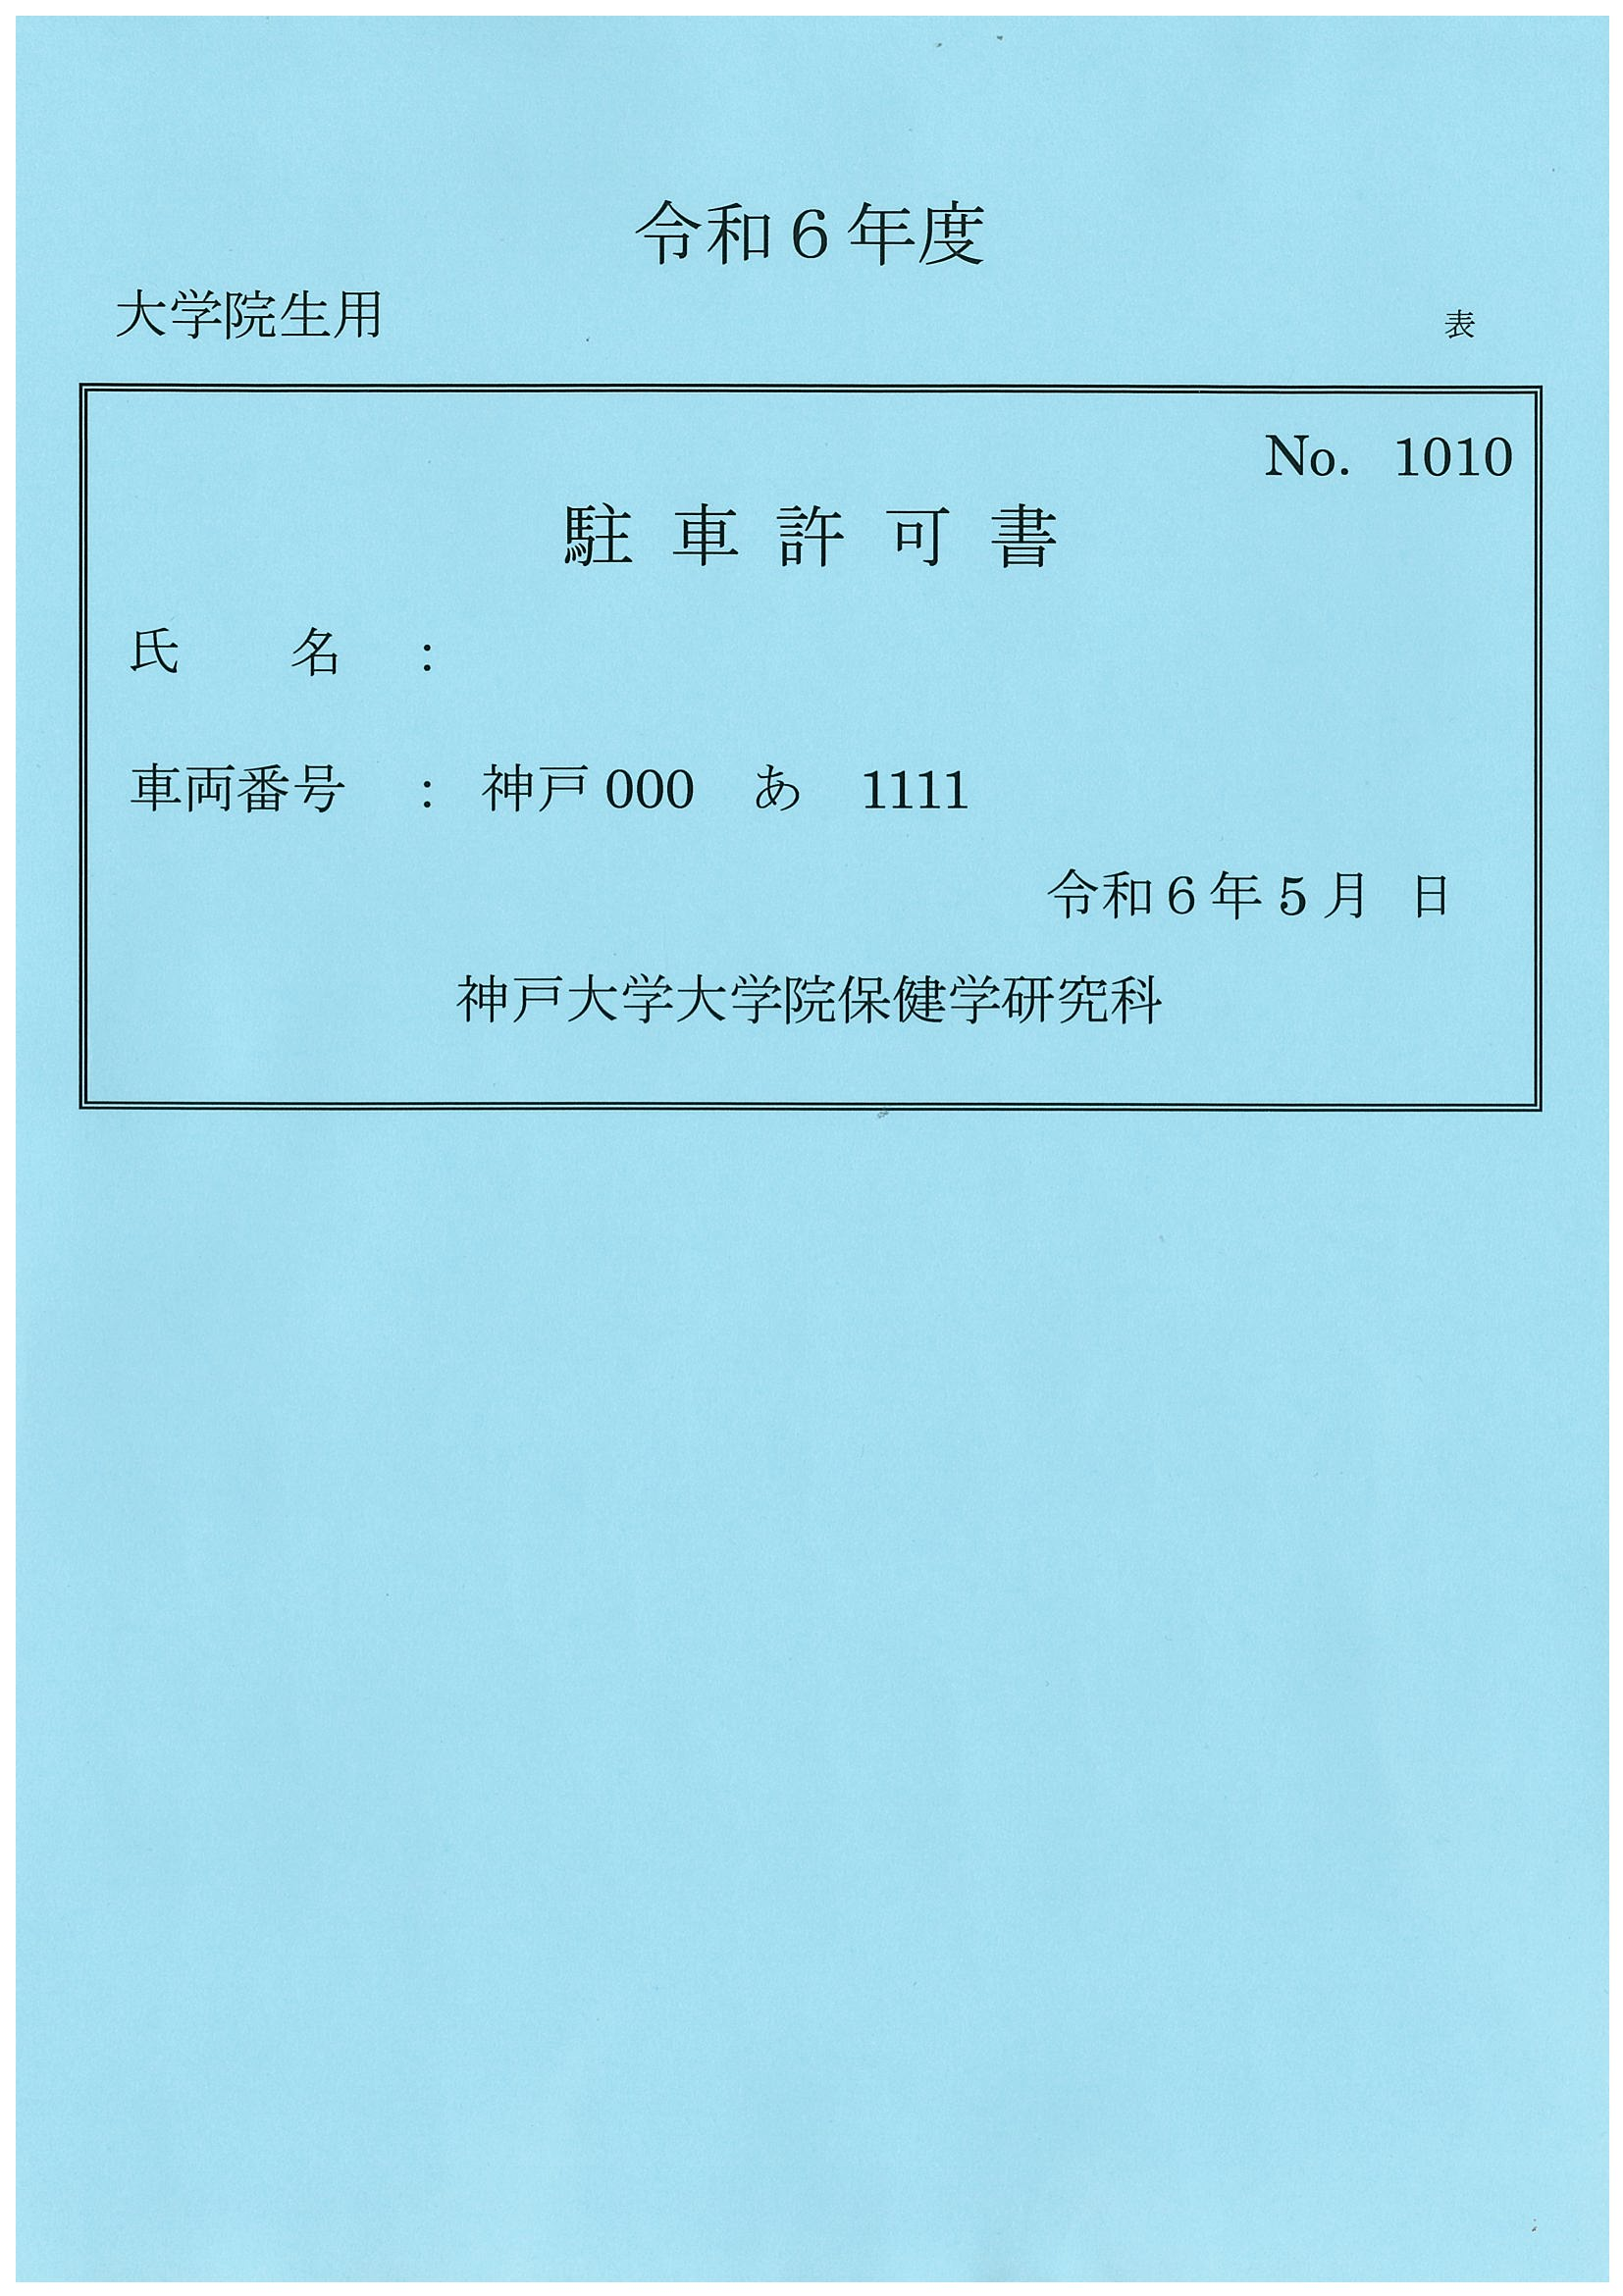 令和６年度
大学院生用
表
No. 1010
駐 車 許 可 書
氏　　名　：
車両番号　：　神戸 000　あ　1111
令和６年 5 月　日
神戸大学大学院保健学研究科